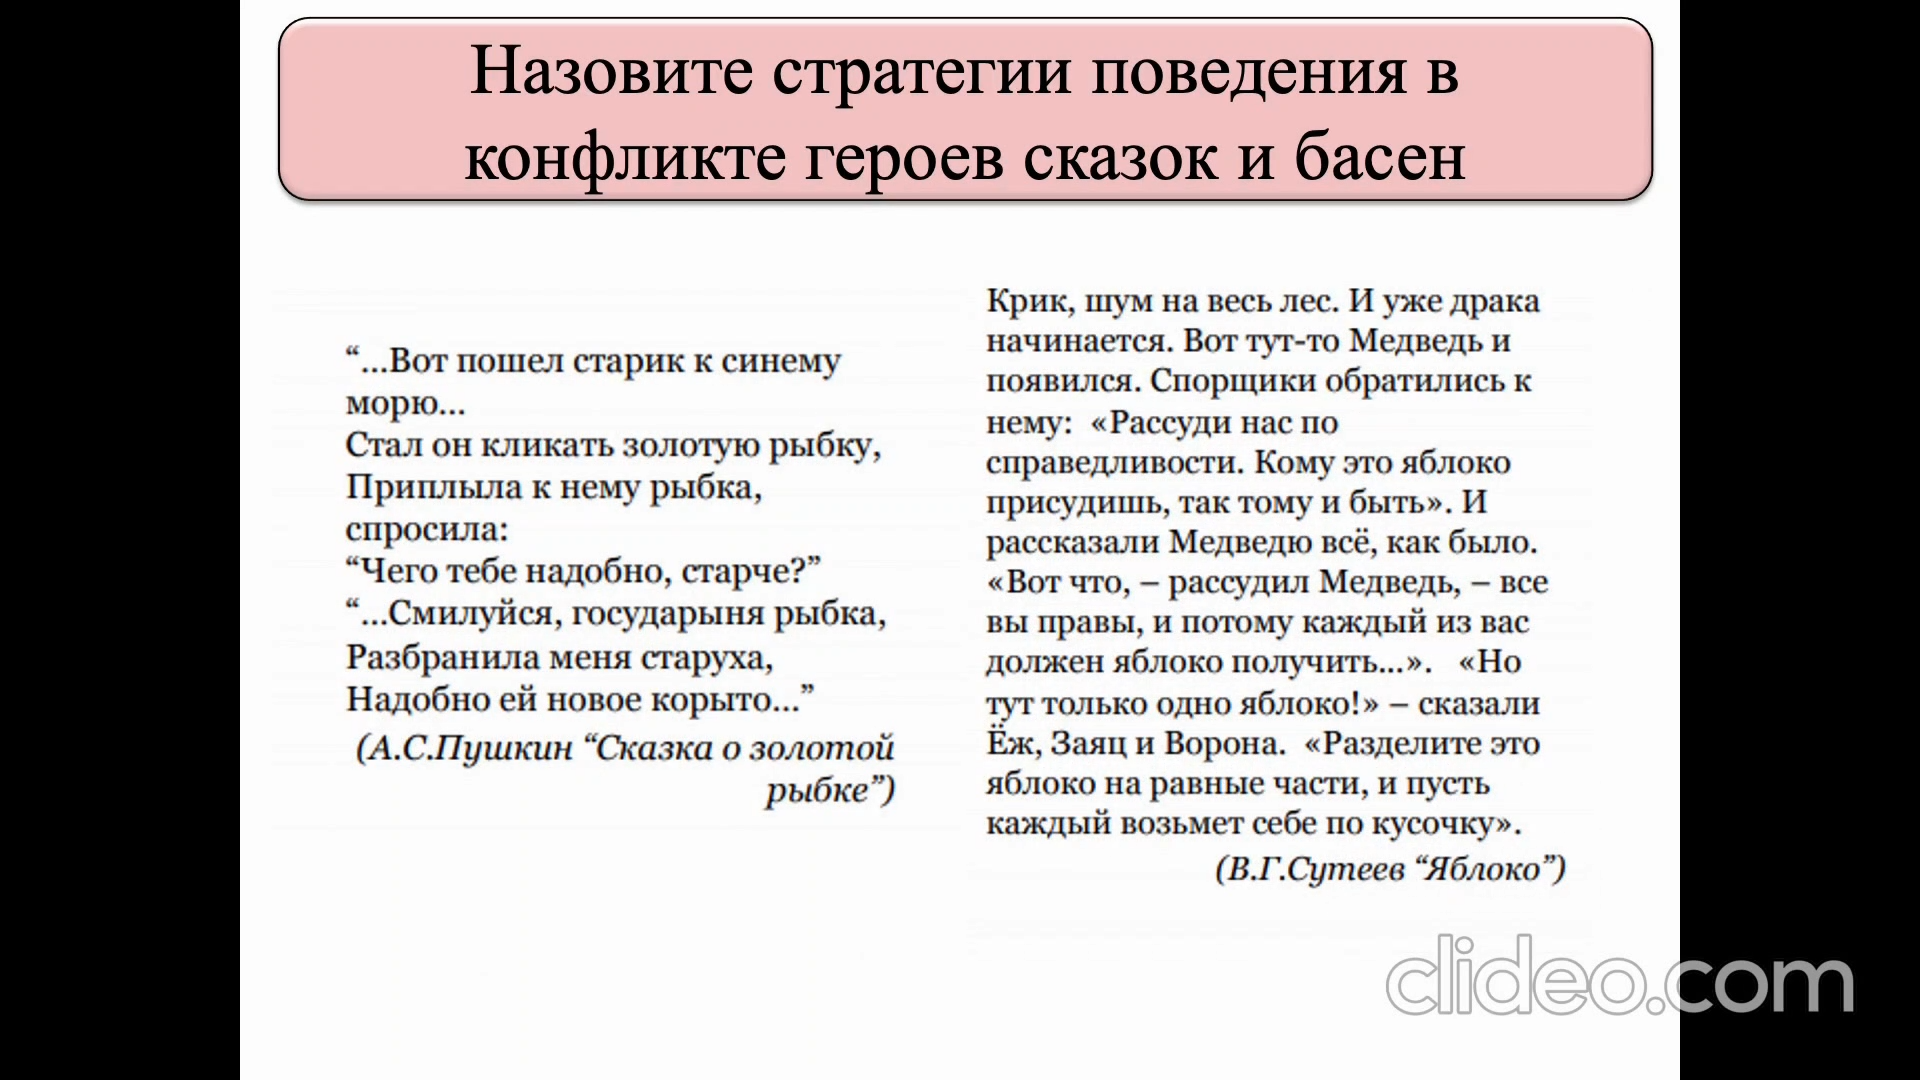 Назовите стратегии поведения в
конфликте героев сказок и басен
“...Вот пошел старик к синему
морю...
Стал он кликать золотую рыбку,
Приплыла к нему рыбка,
спросила:
“Чего тебе надобно, старче?”
“...Смилуйся, государыня рыбка,
Разбранила меня старуха,
Надобно ей новое корыто...”
(А.С.Пушкин “Сказка о золотой
рыбке”)
Крик, шум на весь лес. И уже драка
начинается. Вот тут-то Медведь и
появился. Спорщики обратились к
нему: «Рассуди нас по
справедливости. Кому это яблоко
присудишь, так тому и быть». И
рассказали Медведю всё, как было.
«Вот что, – рассудил Медведь, – все
вы правы, и потому каждый из вас
должен яблоко получить...». «Но
тут только одно яблоко!» – сказали
Ёж, Заяц и Ворона. «Разделите это
яблоко на равные части, и пусть
каждый возьмет себе по кусочку».
(В.Г.Сутеев “Яблоко”)
clideo.com